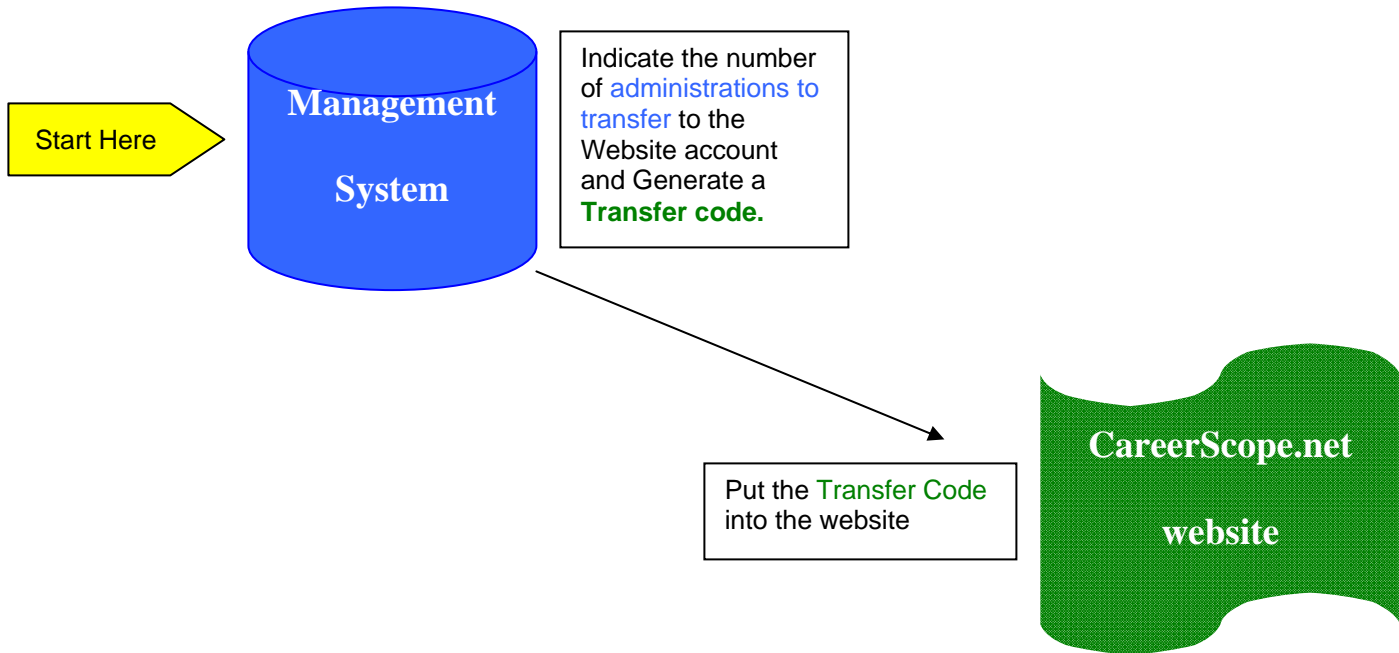 Start Here
Management
System
Indicate the number
of administrations to
transfer to the
Website account
and Generate a
Transfer code.
Put the Transfer Code
into the website
CareerScope.net
website